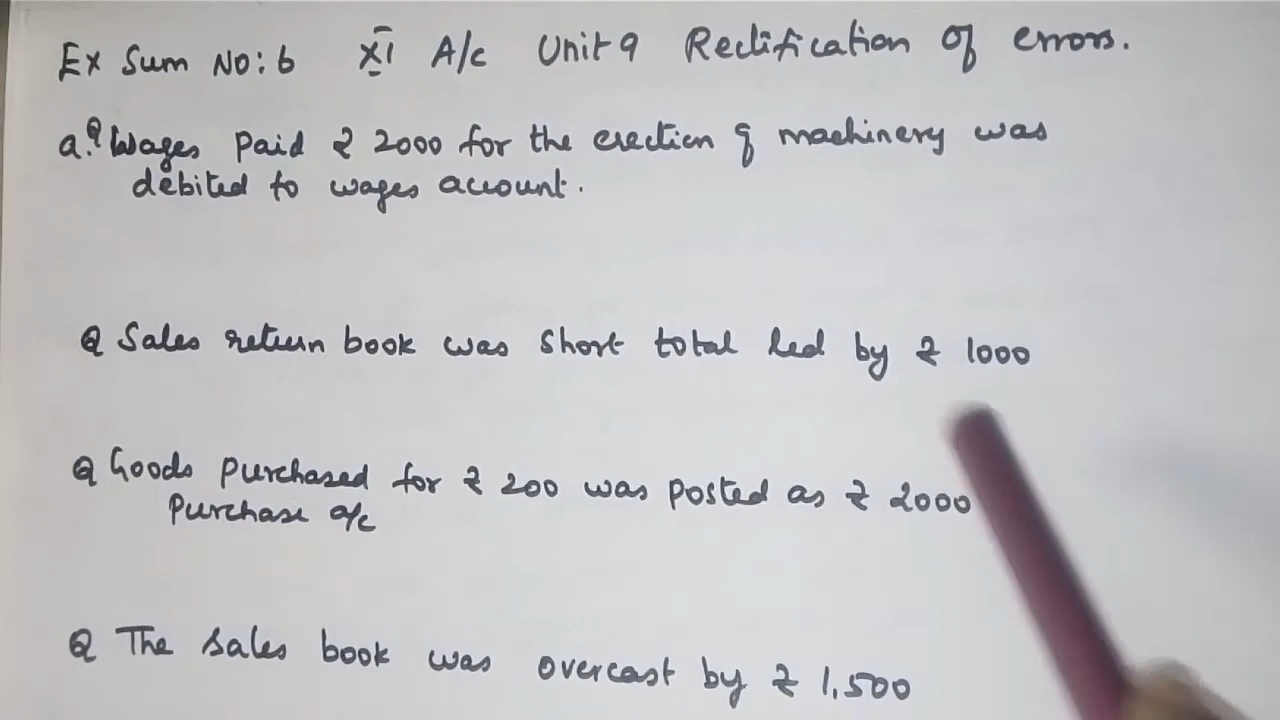 Ex Sum No: 6 XI A/c Unit 9 Rectification of errors.
a. Q Wages paid ₹ 2000 for the erection of machinery was
debited to wages account.
Q Sales return book was short total led by ₹ 1000
Q Goods purchased for ₹ 200 was posted as ₹ 2000
Purchase a/c
Q The sales book was overcast by ₹ 1,500